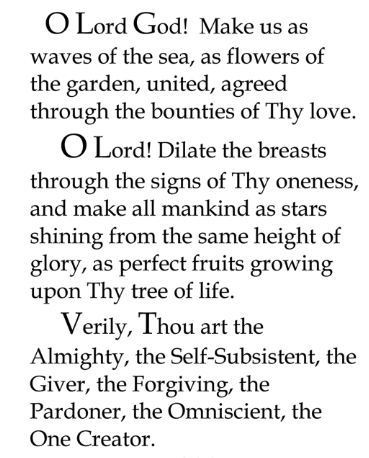 O Lord God! Make us as
waves of the sea, as flowers of
the garden, united, agreed
through the bounties of Thy love.
O Lord! Dilate the breasts
through the signs of Thy oneness,
and make all mankind as stars
shining from the same height of
glory, as perfect fruits growing
upon Thy tree of life.
Verily, Thou art the
Almighty, the Self-Subsistent, the
Giver, the Forgiving, the
Pardoner, the Omniscient, the
One Creator.